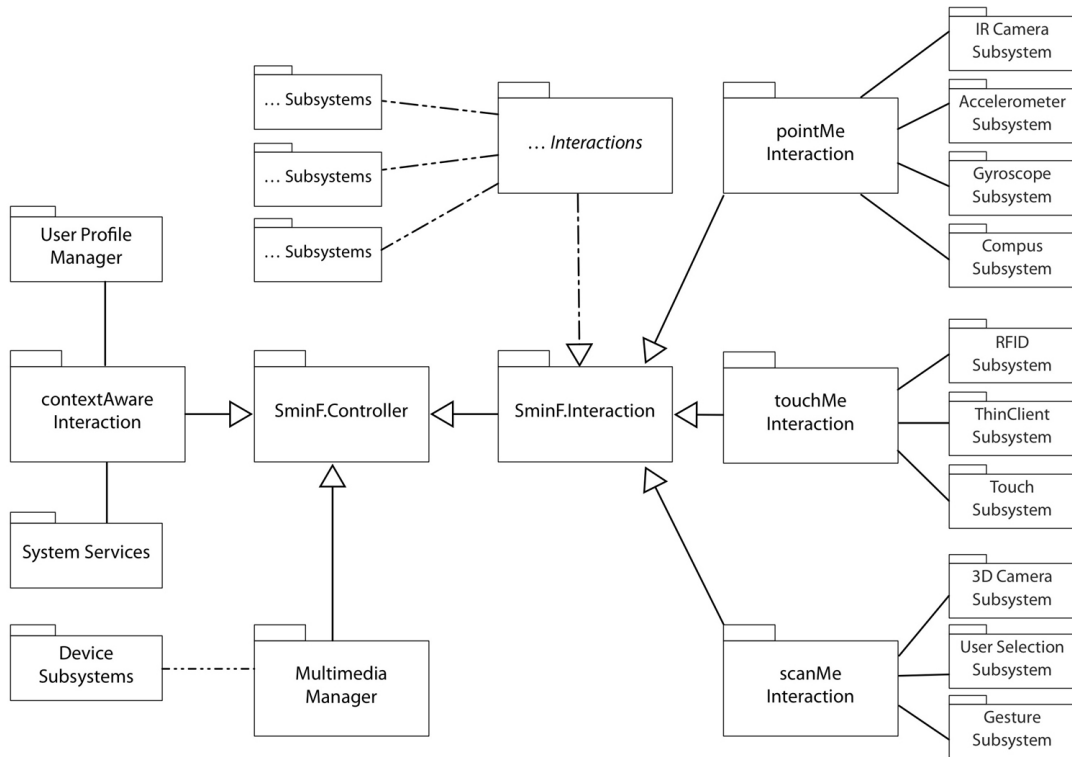 IR Camera
Subsystem
... Subsystems
... Interactions
pointMe
Interaction
Accelerometer
Subsystem
... Subsystems
Gyroscope
Subsystem
... Subsystems
User Profile
Manager
Compus
Subsystem
contextAware
Interaction
SminF.Controller
SminF.Interaction
touchMe
Interaction
RFID
Subsystem
ThinClient
Subsystem
Touch
Subsystem
System Services
Device
Subsystems
Multimedia
Manager
scanMe
Interaction
3D Camera
Subsystem
User Selection
Subsystem
Gesture
Subsystem